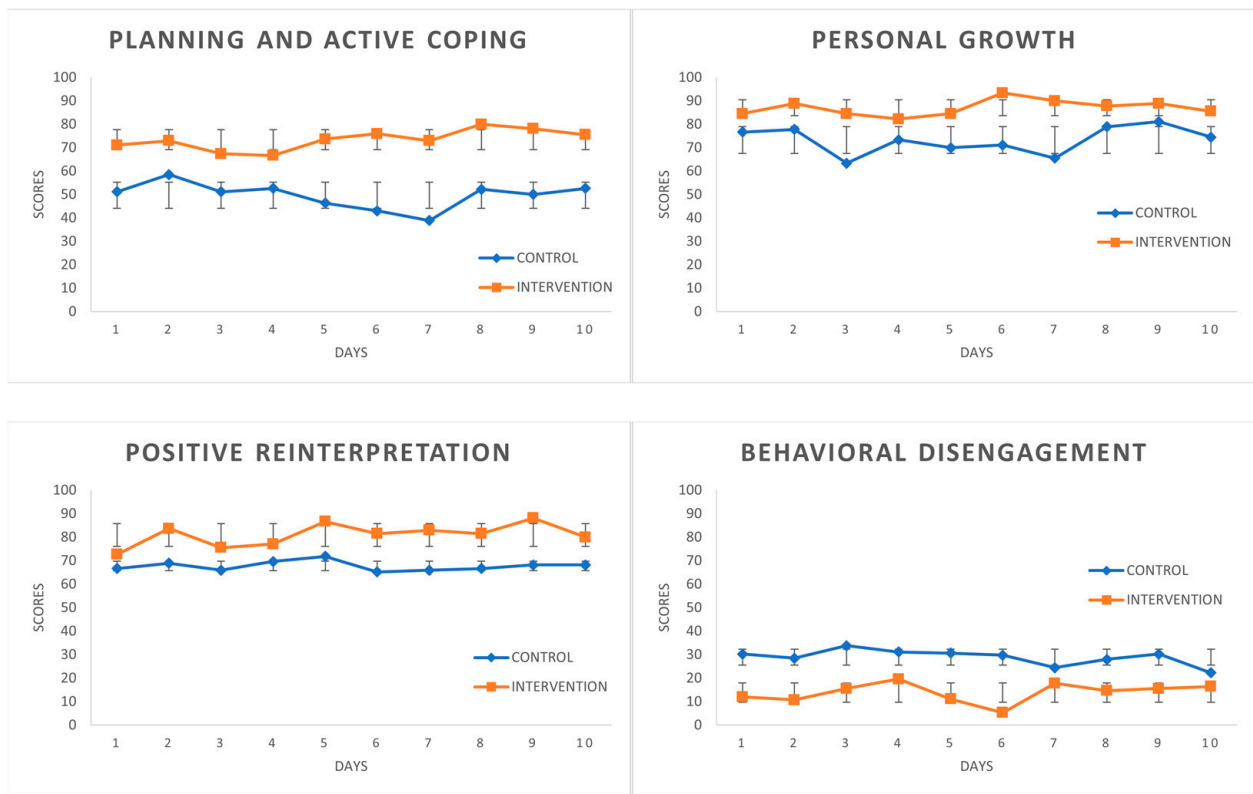 PLANNING AND ACTIVE COPING
100
90
80
70
60
50
40
30
20
10
0
SCORES
CONTROL
INTERVENTION
1 2 3 4 5 6 7 8 9 10
DAYS
PERSONAL GROWTH
100
90
80
70
60
50
40
30
20
10
0
SCORES
CONTROL
INTERVENTION
1 2 3 4 5 6 7 8 9 10
DAYS
POSITIVE REINTERPRETATION
100
90
80
70
60
50
40
30
20
10
0
SCORES
CONTROL
INTERVENTION
1 2 3 4 5 6 7 8 9 10
DAYS
BEHAVIORAL DISENGAGEMENT
100
90
80
70
60
50
40
30
20
10
0
SCORES
CONTROL
INTERVENTION
1 2 3 4 5 6 7 8 9 10
DAYS